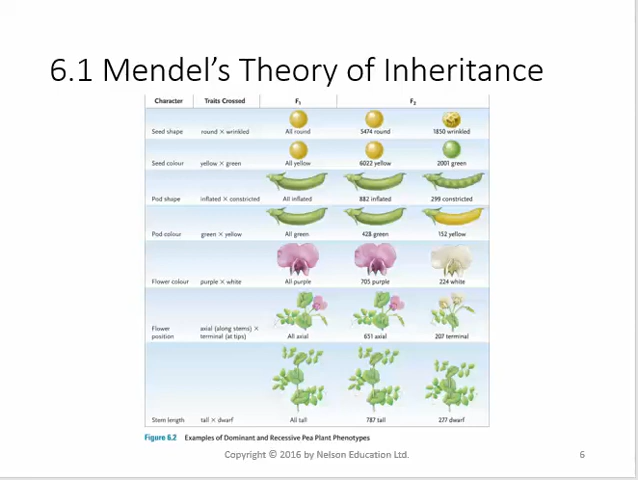 6.1 Mendel's Theory of Inheritance
Character Traits Crossed F1 F2
Seed shape round × wrinkled All round 5474 round 1850 wrinkled
Seed colour yellow × green All yellow 6022 yellow 2001 green
Pod shape inflated × constricted All inflated 882 inflated 299 constricted
Pod colour green × yellow All green 428 green 152 yellow
Flower colour purple × white All purple 705 purple 224 white
Flower axial (along stems) ×
position terminal (at tips) All axial 651 axial 207 terminal
Stem length tall × dwarf All tall 787 tall 277 dwarf
Figure 6.2 Examples of Dominant and Recessive Pea Plant Phenotypes
Copyright © 2016 by Nelson Education Ltd. 6